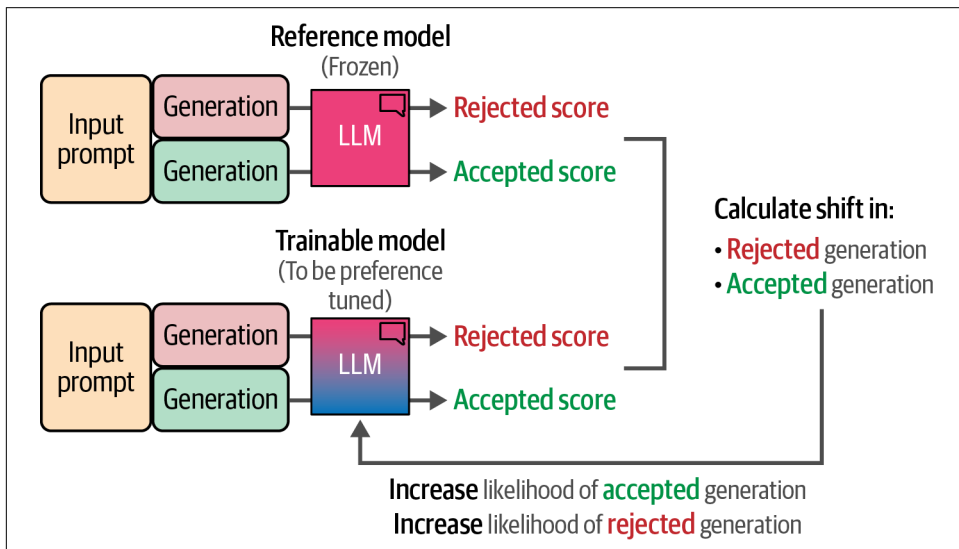 Reference model
(Frozen)
Input
prompt
Generation
Generation
LLM
Rejected score
Accepted score
Trainable model
(To be preference
tuned)
Input
prompt
Generation
Generation
LLM
Rejected score
Accepted score
Calculate shift in:
• Rejected generation
• Accepted generation
Increase likelihood of accepted generation
Increase likelihood of rejected generation